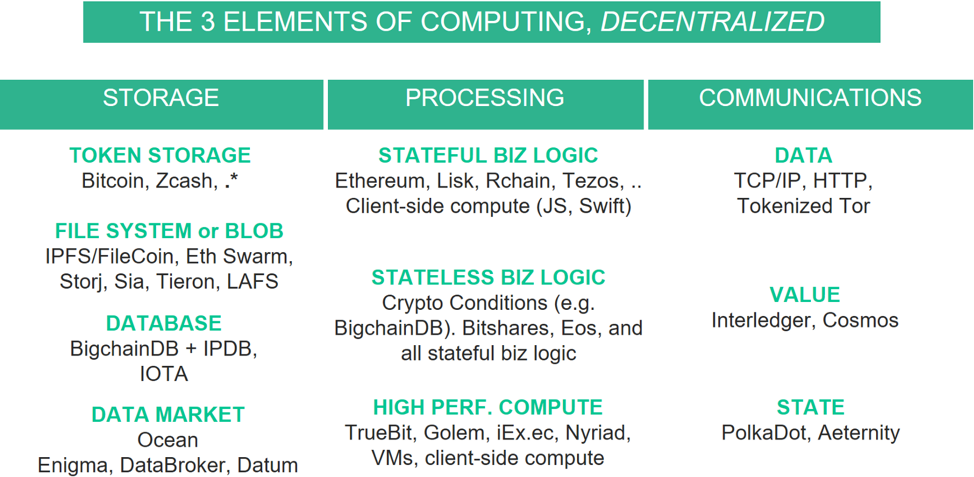 THE 3 ELEMENTS OF COMPUTING, DECENTRALIZED
STORAGE
TOKEN STORAGE
Bitcoin, Zcash, .*
FILE SYSTEM or BLOB
IPFS/FileCoin, Eth Swarm,
Storj, Sia, Tieron, LAFS
DATABASE
BigchainDB + IPDB,
IOTA
DATA MARKET
Ocean
Enigma, DataBroker, Datum
PROCESSING
STATEFUL BIZ LOGIC
Ethereum, Lisk, Rchain, Tezos, ..
Client-side compute (JS, Swift)
STATELESS BIZ LOGIC
Crypto Conditions (e.g.
BigchainDB). Bitshares, Eos, and
all stateful biz logic
HIGH PERF. COMPUTE
TrueBit, Golem, iEx.ec, Nyriad,
VMs, client-side compute
COMMUNICATIONS
DATA
TCP/IP, HTTP,
Tokenized Tor
VALUE
Interledger, Cosmos
STATE
PolkaDot, Aeternity